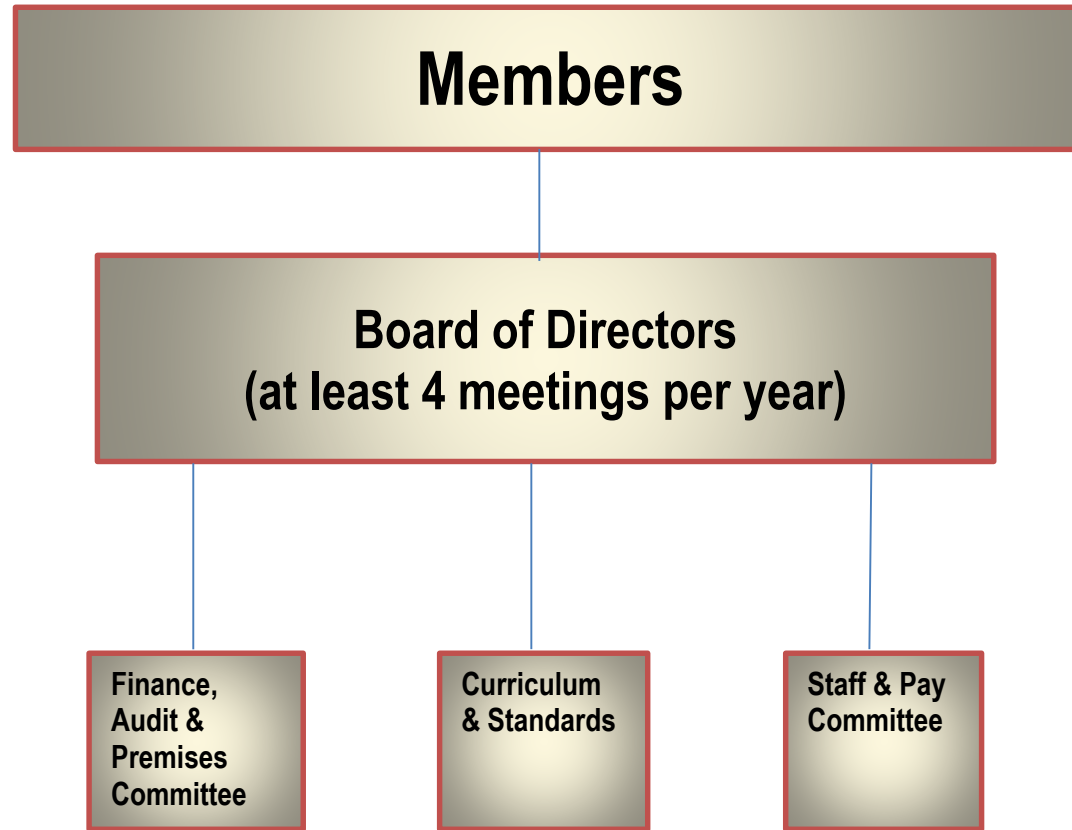 Members
Board of Directors
(at least 4 meetings per year)
Finance,
Audit &
Premises
Committee
Curriculum
& Standards
Staff & Pay
Committee